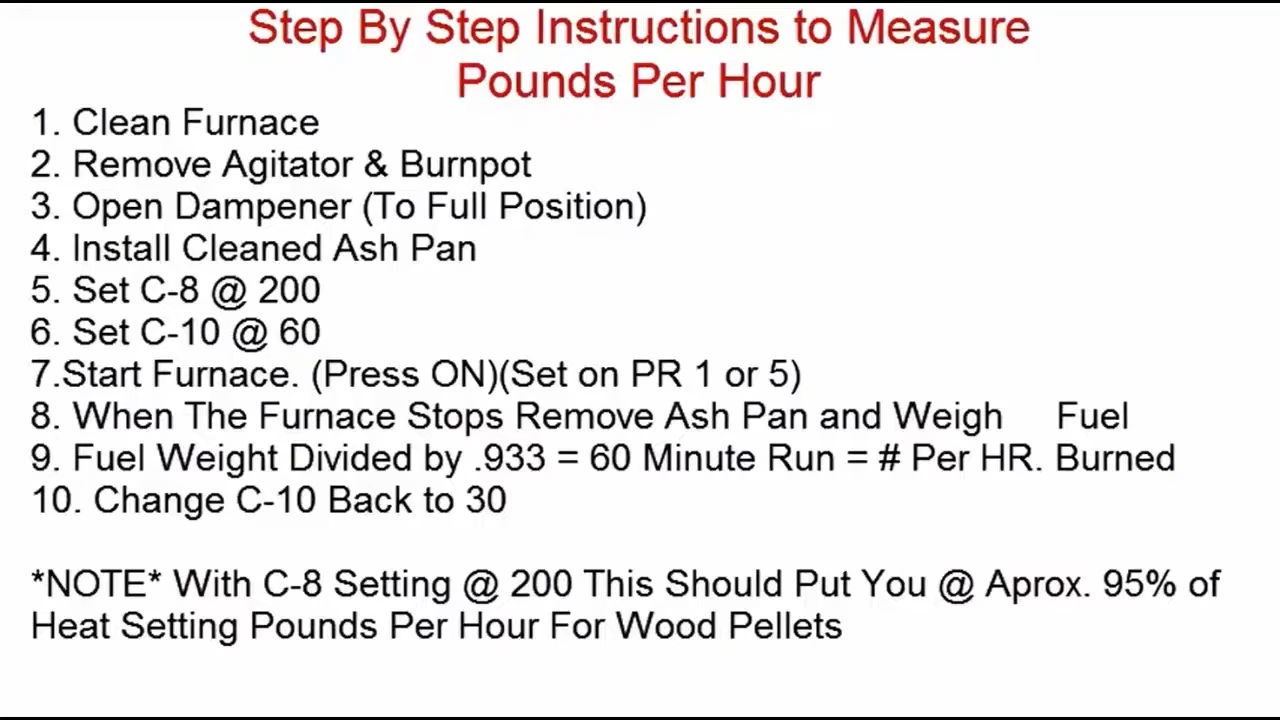 Step By Step Instructions to Measure
Pounds Per Hour
1. Clean Furnace
2. Remove Agitator & Burnpot
3. Open Dampener (To Full Position)
4. Install Cleaned Ash Pan
5. Set C-8 @ 200
6. Set C-10 @ 60
7.Start Furnace. (Press ON)(Set on PR 1 or 5)
8. When The Furnace Stops Remove Ash Pan and Weigh Fuel
9. Fuel Weight Divided by .933 = 60 Minute Run = # Per HR. Burned
10. Change C-10 Back to 30
*NOTE* With C-8 Setting @ 200 This Should Put You @ Aprox. 95% of
Heat Setting Pounds Per Hour For Wood Pellets